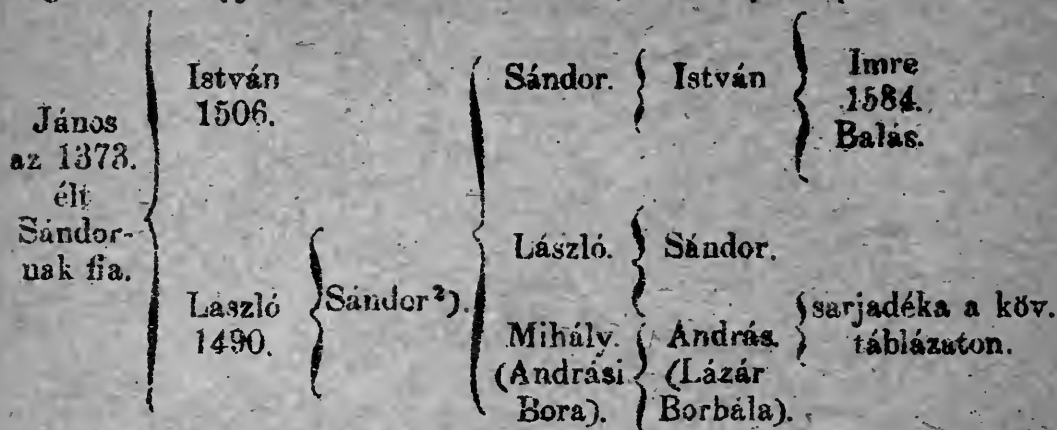 János
az 1373.
élt
Sándor-
nak fia.
István
1506.
László
1490.
Sándor²).
Sándor.
István
Imre
1584.
Balás.
László.
Sándor.
Mihály.
(Andrási
Bora).
András.
(Lázár
Borbála).
sarjadéka a köv.
táblázaton.